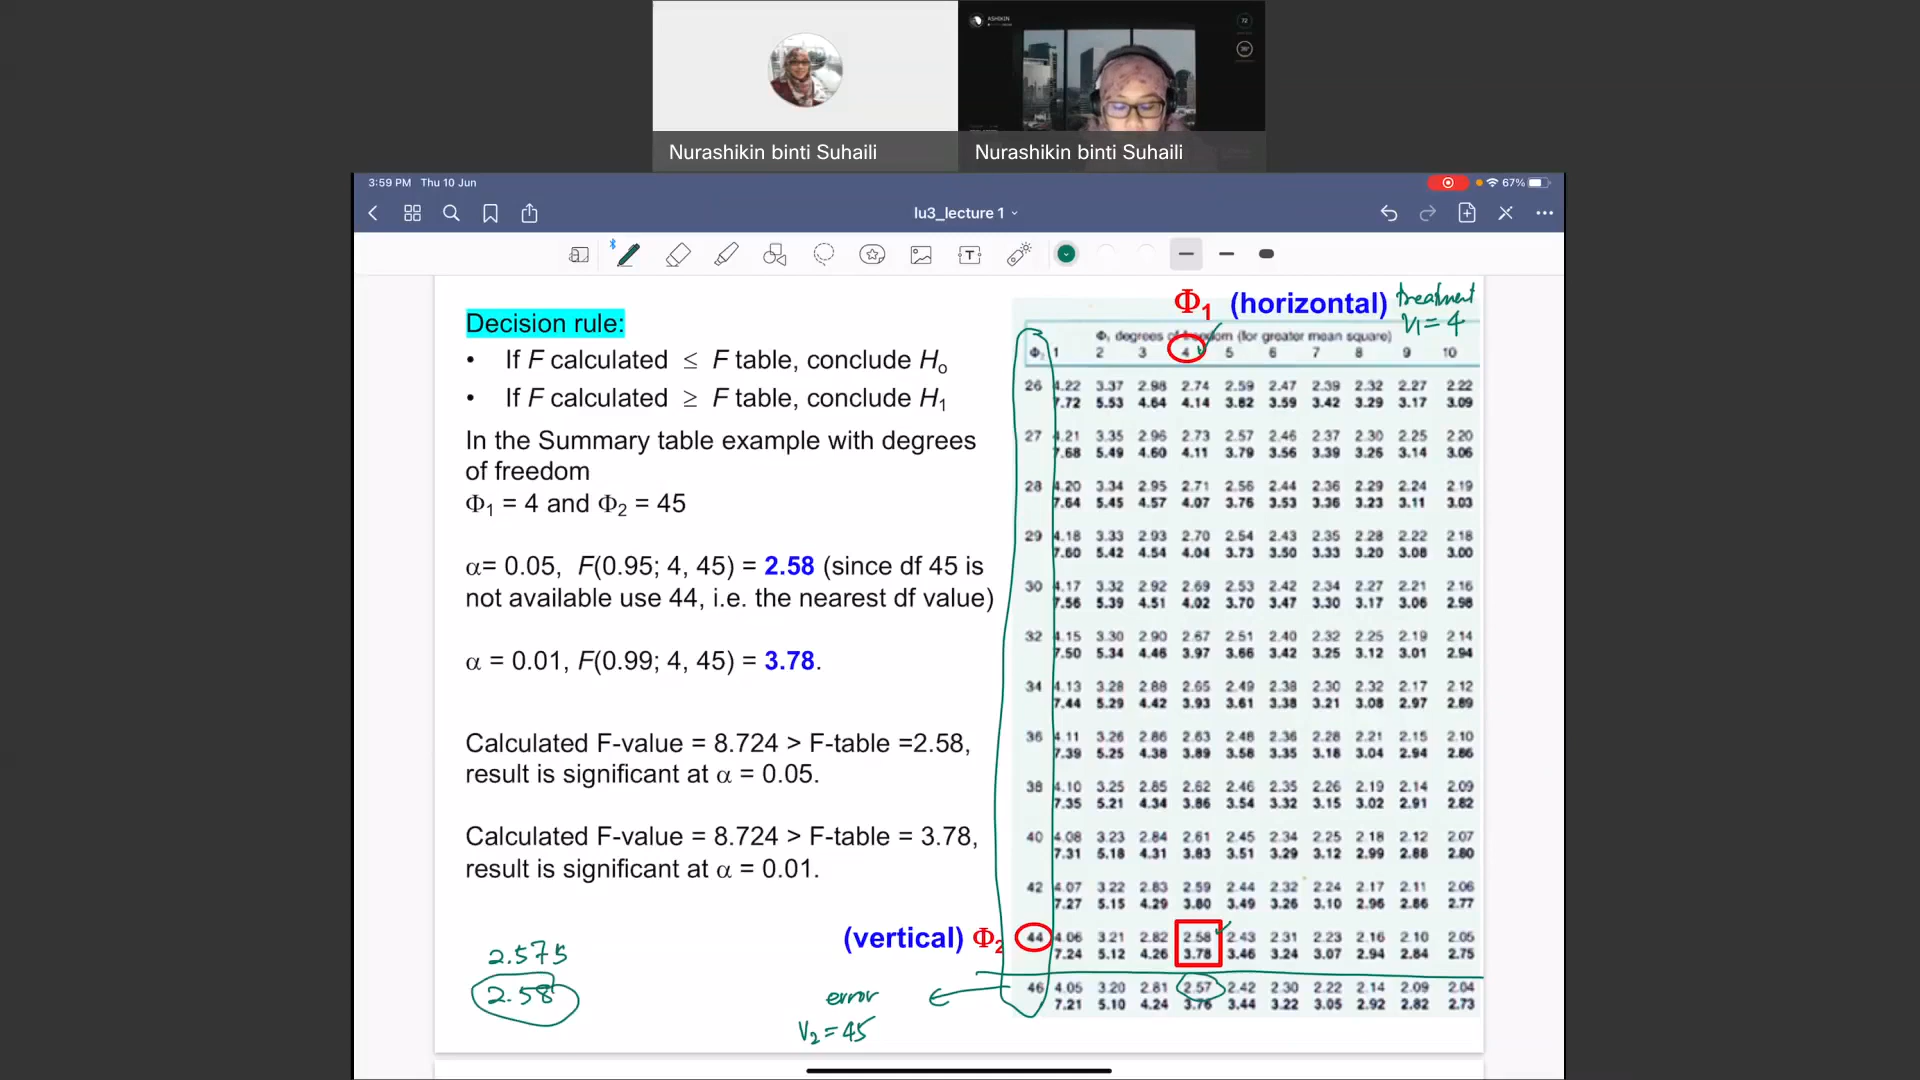 ASHIKIN
72
Nurashikin binti Suhaili
Nurashikin binti Suhaili
3:59 PM Thu 10 Jun
67%
lu3_lecture 1
Decision rule:
• If F calculated ≤ F table, conclude Ho
• If F calculated ≥ F table, conclude H1
In the Summary table example with degrees
of freedom
Φ1 = 4 and Φ2 = 45
α= 0.05, F(0.95; 4, 45) = 2.58 (since df 45 is
not available use 44, i.e. the nearest df value)
α = 0.01, F(0.99; 4, 45) = 3.78.
Calculated F-value = 8.724 > F-table =2.58,
result is significant at α = 0.05.
Calculated F-value = 8.724 > F-table = 3.78,
result is significant at α = 0.01.
(vertical) Φ2
2.575
2.58
error
V2 = 45
Φ1 (horizontal)
treatment
V1 = 4
Φ1 degrees of freedom (for greater mean square)
Φ2 1 2 3 4 5 6 7 8 9 10
26 4.22 3.37 2.98 2.74 2.59 2.47 2.39 2.32 2.27 2.22
7.72 5.53 4.64 4.14 3.82 3.59 3.42 3.29 3.17 3.09
27 4.21 3.35 2.96 2.73 2.57 2.46 2.37 2.30 2.25 2.20
7.68 5.49 4.60 4.11 3.79 3.56 3.39 3.26 3.14 3.06
28 4.20 3.34 2.95 2.71 2.56 2.44 2.36 2.29 2.24 2.19
7.64 5.45 4.57 4.07 3.76 3.53 3.36 3.23 3.11 3.03
29 4.18 3.33 2.93 2.70 2.54 2.43 2.35 2.28 2.22 2.18
7.60 5.42 4.54 4.04 3.73 3.50 3.33 3.20 3.08 3.00
30 4.17 3.32 2.92 2.69 2.53 2.42 2.34 2.27 2.21 2.16
7.56 5.39 4.51 4.02 3.70 3.47 3.30 3.17 3.06 2.98
32 4.15 3.30 2.90 2.67 2.51 2.40 2.32 2.25 2.19 2.14
7.50 5.34 4.46 3.97 3.66 3.42 3.25 3.12 3.01 2.94
34 4.13 3.28 2.88 2.65 2.49 2.38 2.30 2.32 2.17 2.12
7.44 5.29 4.42 3.93 3.61 3.38 3.21 3.08 2.97 2.89
36 4.11 3.26 2.86 2.63 2.48 2.36 2.28 2.21 2.15 2.10
7.39 5.25 4.38 3.89 3.58 3.35 3.18 3.04 2.94 2.86
38 4.10 3.25 2.85 2.62 2.46 2.35 2.26 2.19 2.14 2.09
7.35 5.21 4.34 3.86 3.54 3.32 3.15 3.02 2.91 2.82
40 4.08 3.23 2.84 2.61 2.45 2.34 2.25 2.18 2.12 2.07
7.31 5.18 4.31 3.83 3.51 3.29 3.12 2.99 2.88 2.80
42 4.07 3.22 2.83 2.59 2.44 2.32 2.24 2.17 2.11 2.06
7.27 5.15 4.29 3.80 3.49 3.26 3.10 2.96 2.86 2.77
44 4.06 3.21 2.82 2.58 2.43 2.31 2.23 2.16 2.10 2.05
7.24 5.12 4.26 3.78 3.46 3.24 3.07 2.94 2.84 2.75
46 4.05 3.20 2.81 2.57 2.42 2.30 2.22 2.14 2.09 2.04
7.21 5.10 4.24 3.76 3.44 3.22 3.05 2.92 2.82 2.73